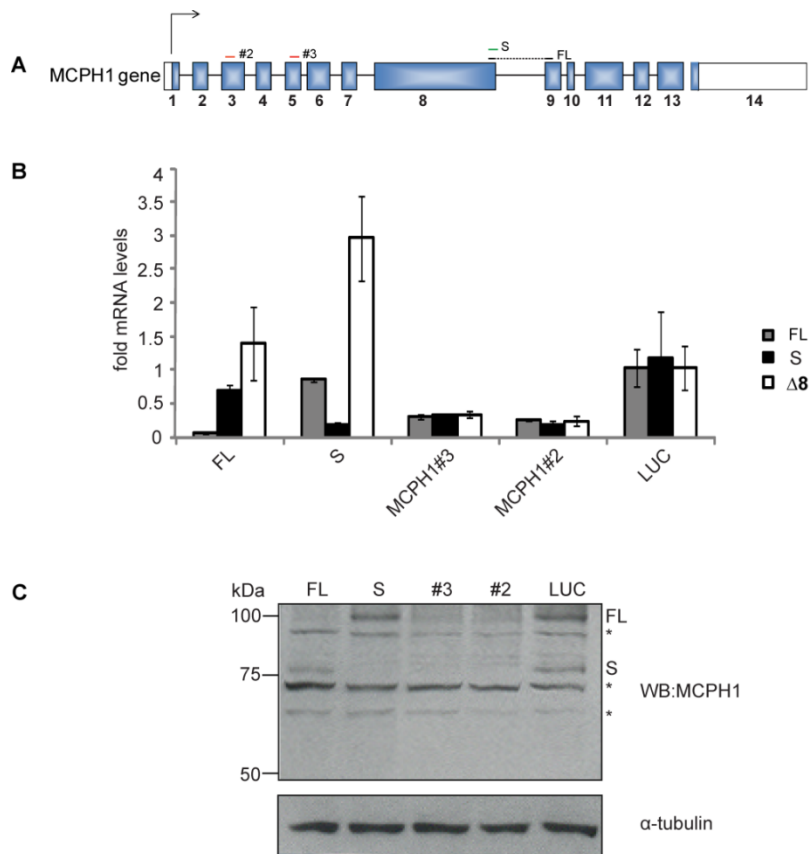 #2 #3 S FL
A MCPH1 gene
1 2 3 4 5 6 7 8 9 10 11 12 13 14
B
fold mRNA levels
4
3.5
3
2.5
2
1.5
1
0.5
0
FL
S
Δ8
FL S MCPH1#3 MCPH1#2 LUC
C
kDa FL S #3 #2 LUC
100 FL
*
75 S
* WB:MCPH1
*
50
α-tubulin